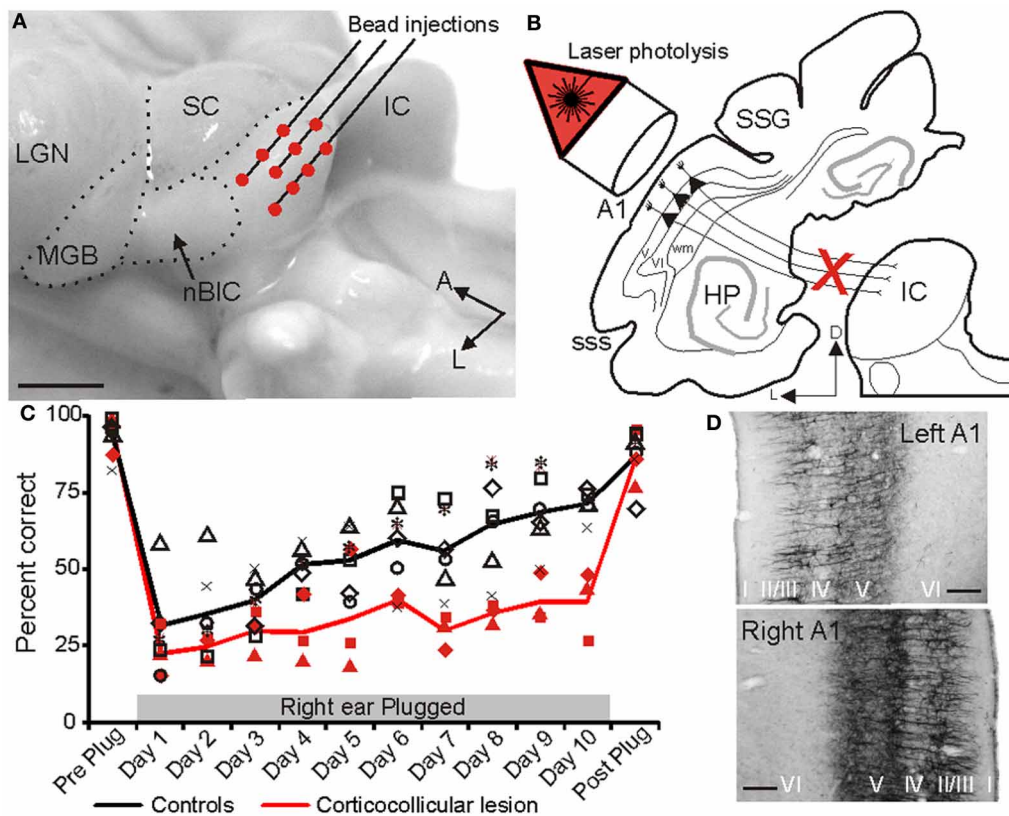 A
Bead injections
SC
IC
LGN
MGB
nBIC
A
L
B
Laser photolysis
SSG
A1
V
VI
wm
HP
IC
sss
D
L
C
Percent correct
100
75
50
25
0
Right ear Plugged
Pre Plug
Day 1
Day 2
Day 3
Day 4
Day 5
Day 6
Day 7
Day 8
Day 9
Day 10
Post Plug
Controls
Corticocollicular lesion
D
Left A1
I II/III IV V VI
Right A1
VI V IV II/III I